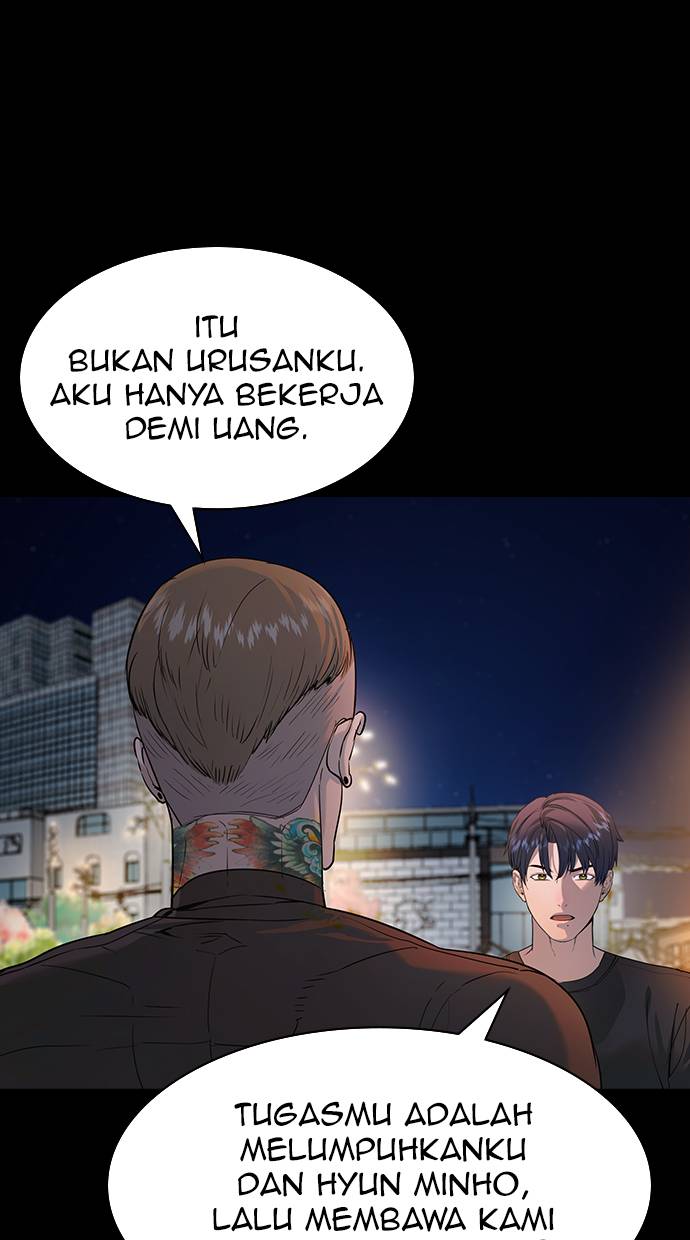 ITU
BUKAN URUSANKU.
AKU HANYA BEKERJA
DEMI UANG.
TUGASMU ADALAH
MELUMPUHKANKU
DAN HYUN MINHO,
LALU MEMBAWA KAMI